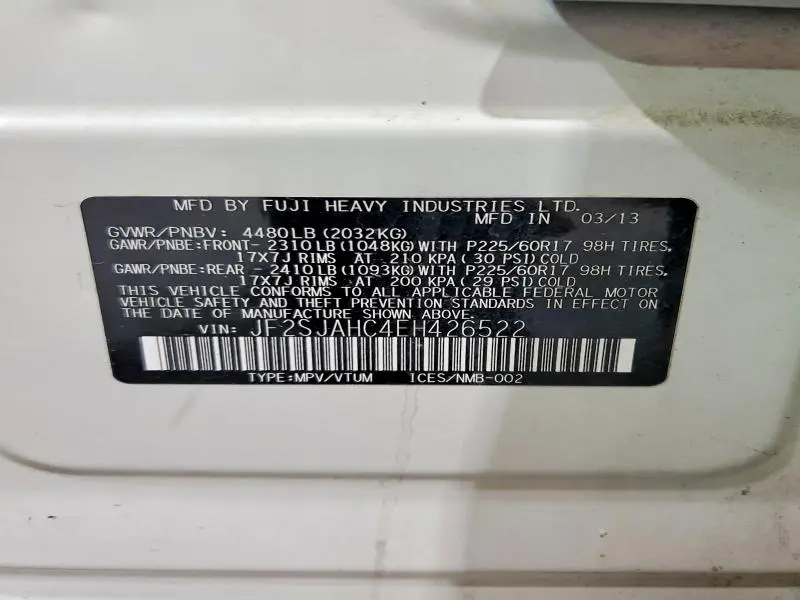 MFD BY FUJI HEAVY INDUSTRIES LTD.
MFD IN 03/13
GVWR/PNBV: 4480LB (2032KG)
GAWR/PNBE:FRONT- 2310LB (1048KG) WITH P225/60R17 98H TIRES,
17X7J RIMS AT 210 KPA ( 30 PSI) COLD
GAWR/PNBE:REAR - 2410LB (1093KG) WITH P225/60R17 98H TIRES,
17X7J RIMS AT 200 KPA ( 29 PSI) COLD
THIS VEHICLE CONFORMS TO ALL APPLICABLE FEDERAL MOTOR
VEHICLE SAFETY AND THEFT PREVENTION STANDARDS IN EFFECT ON
THE DATE OF MANUFACTURE SHOWN ABOVE.
VIN: JF2SJAHC4EH426522
TYPE:MPV/VTUM ICES/NMB-002